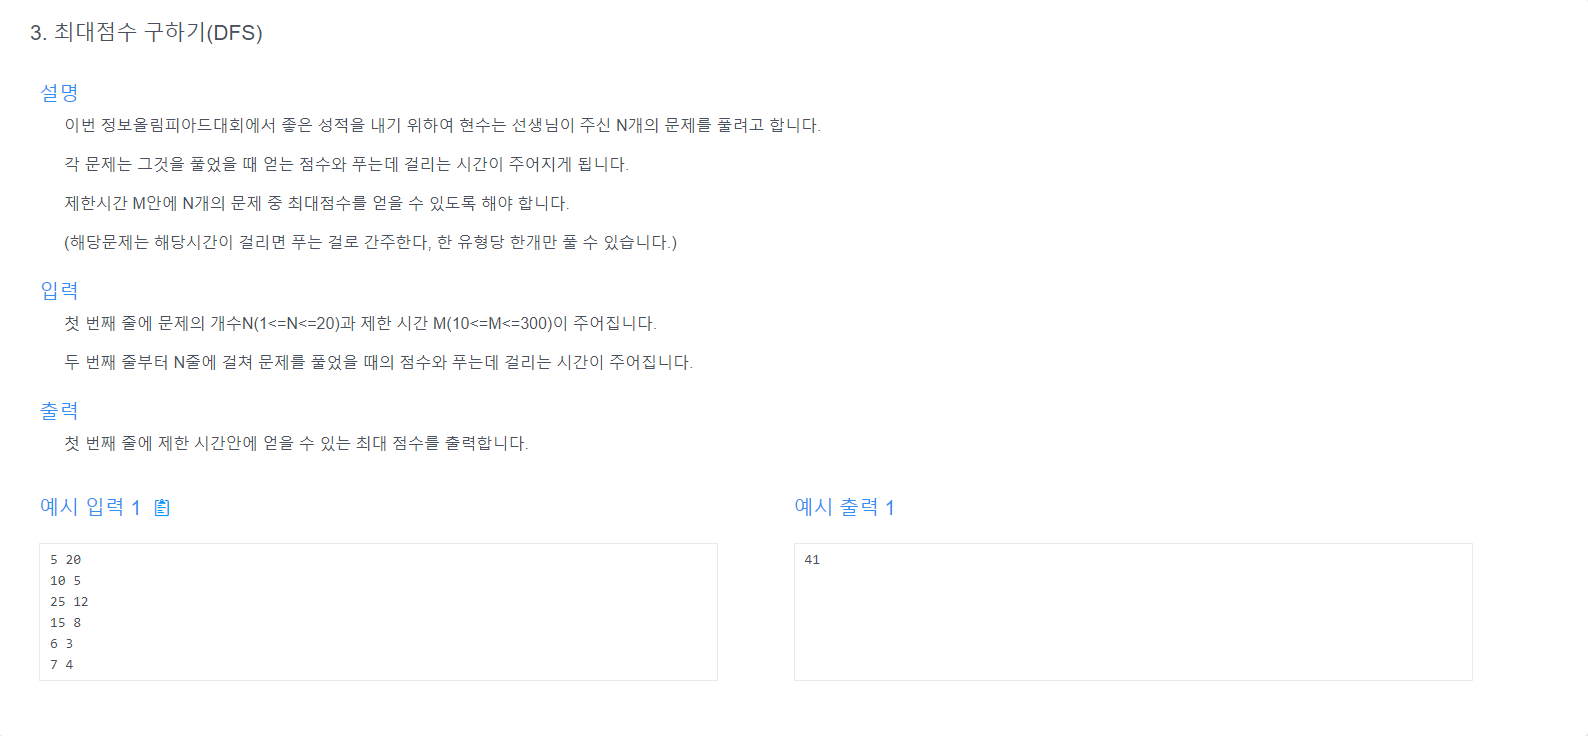 3. 최대점수 구하기(DFS)
설명
이번 정보올림피아드대회에서 좋은 성적을 내기 위하여 현수는 선생님이 주신 N개의 문제를 풀려고 합니다.
각 문제는 그것을 풀었을 때 얻는 점수와 푸는데 걸리는 시간이 주어지게 됩니다.
제한시간 M안에 N개의 문제 중 최대점수를 얻을 수 있도록 해야 합니다.
(해당문제는 해당시간이 걸리면 푸는 걸로 간주한다, 한 유형당 한개만 풀 수 있습니다.)
입력
첫 번째 줄에 문제의 개수N(1<=N<=20)과 제한 시간 M(10<=M<=300)이 주어집니다.
두 번째 줄부터 N줄에 걸쳐 문제를 풀었을 때의 점수와 푸는데 걸리는 시간이 주어집니다.
출력
첫 번째 줄에 제한 시간안에 얻을 수 있는 최대 점수를 출력합니다.
예시 입력 1
5 20
10 5
25 12
15 8
6 3
7 4
예시 출력 1
41